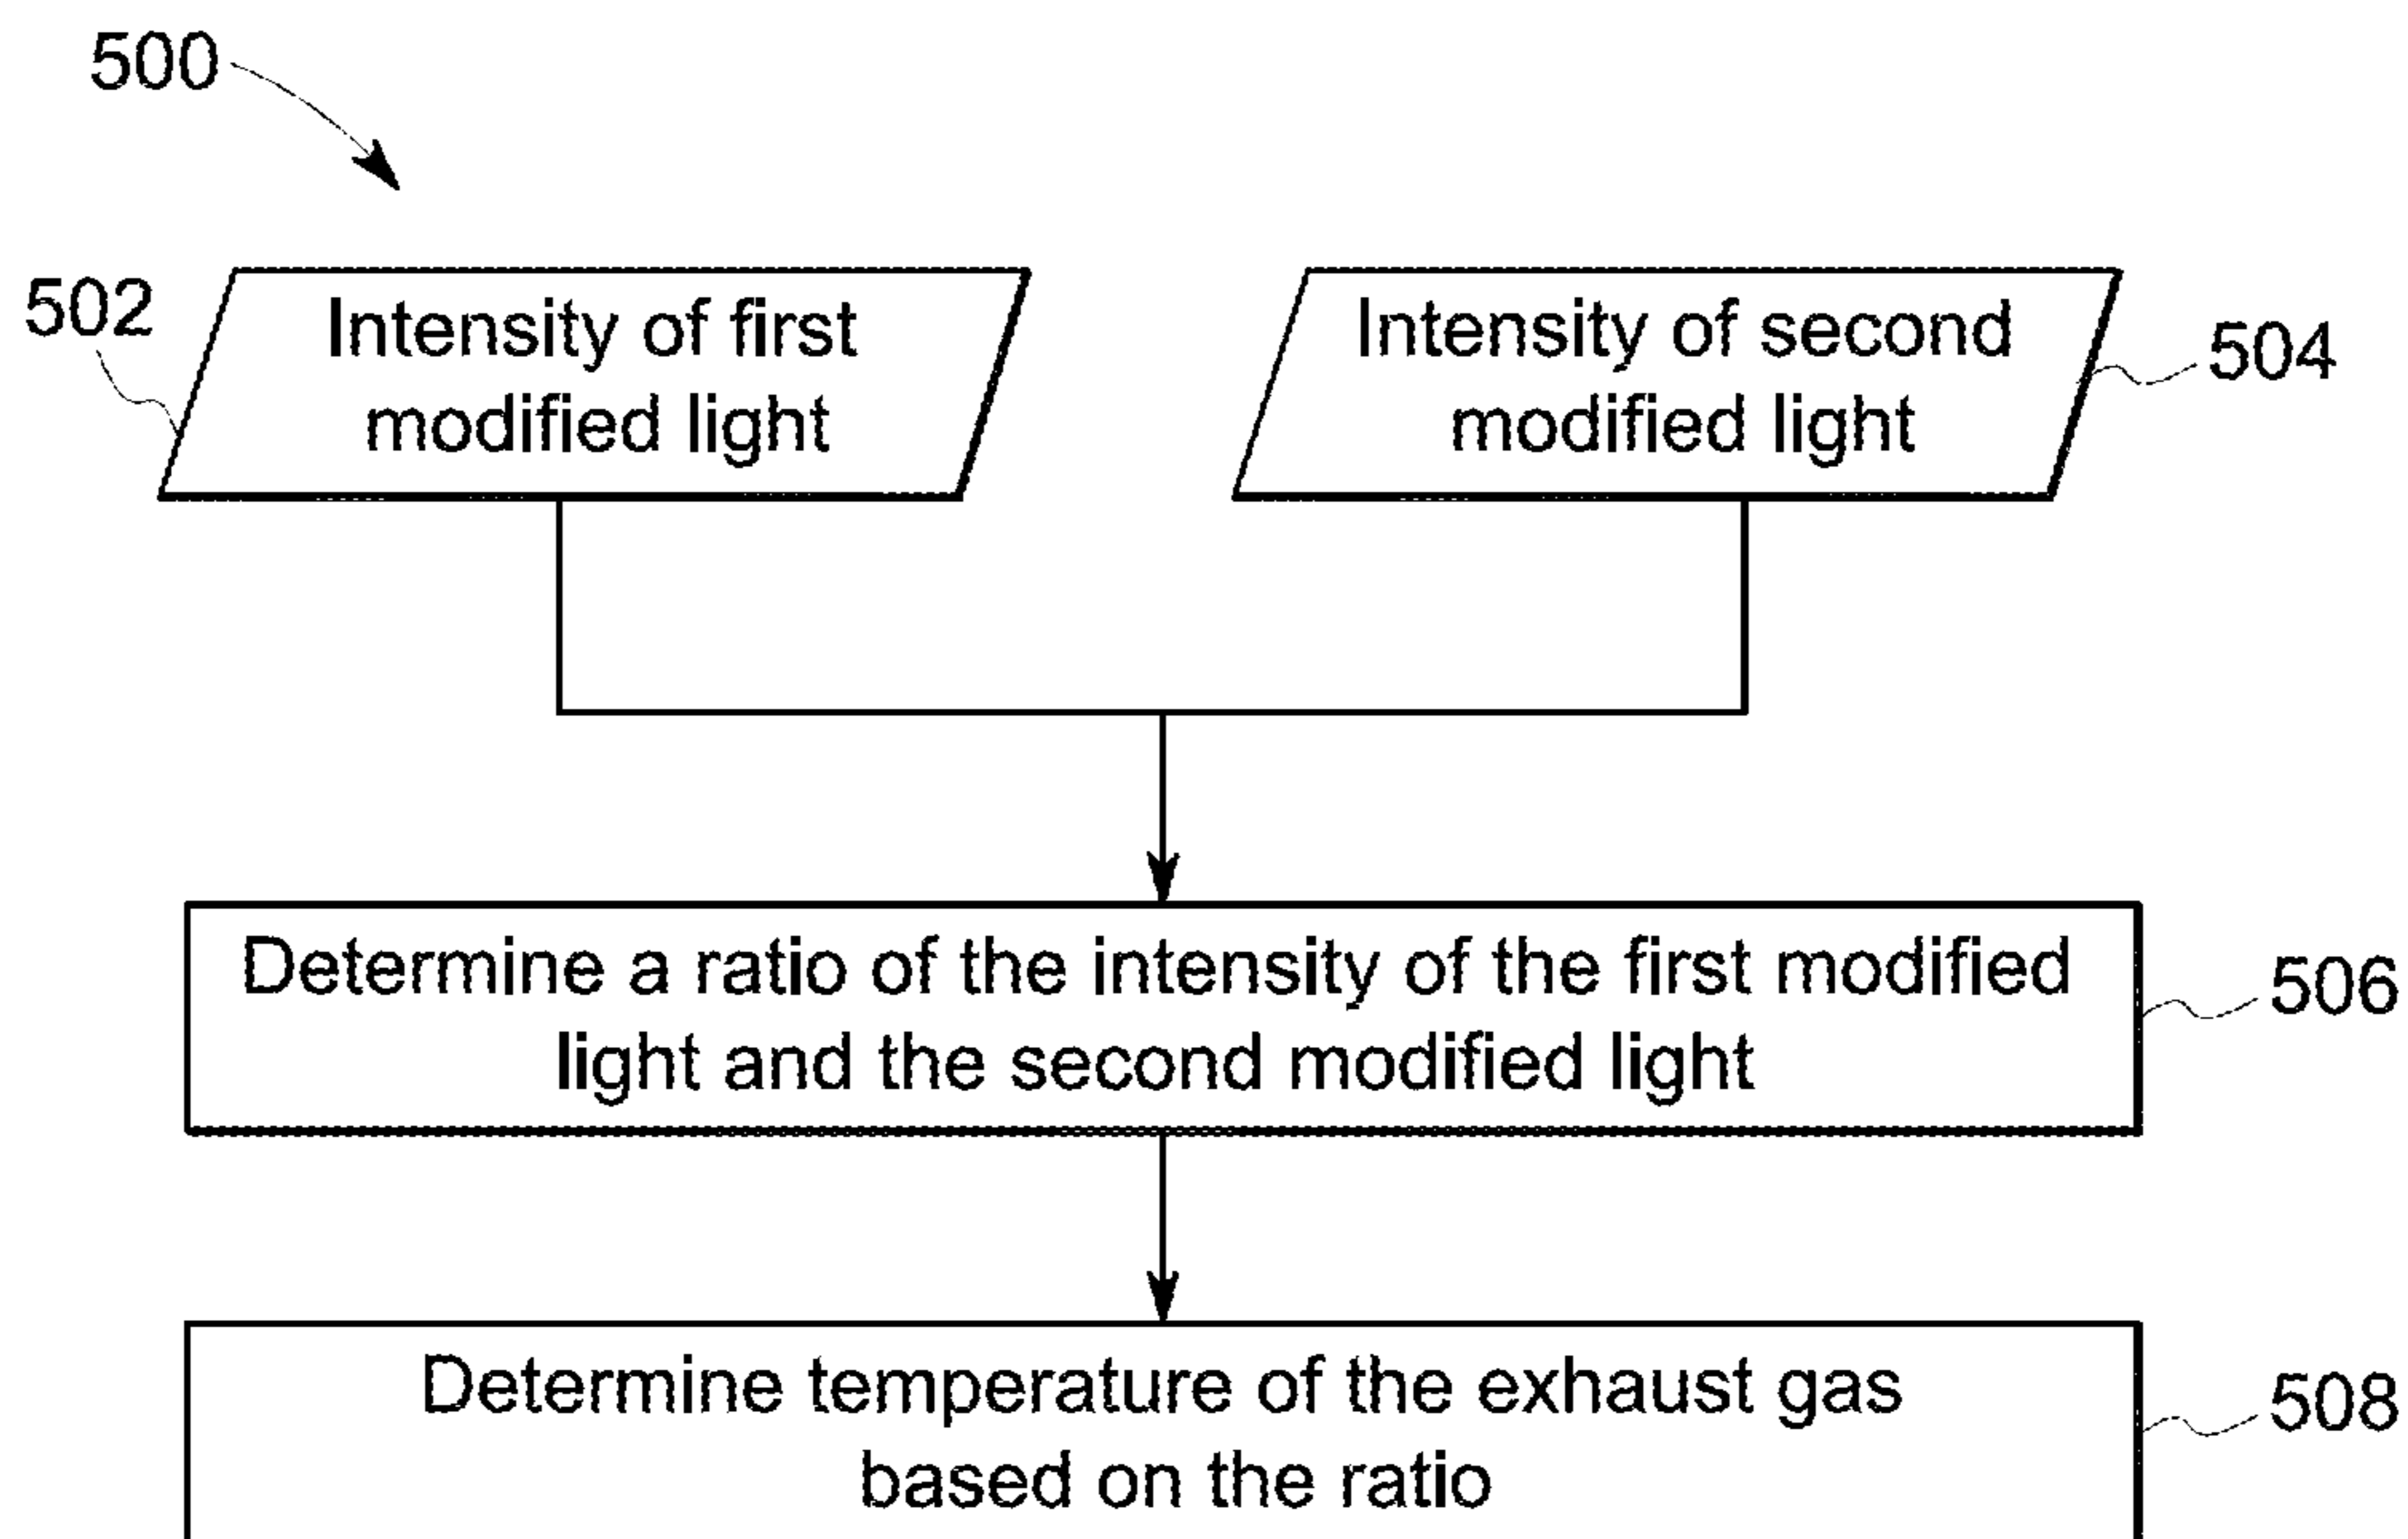 500
502
Intensity of first
modified light
Intensity of second
modified light
504
Determine a ratio of the intensity of the first modified
light and the second modified light
506
Determine temperature of the exhaust gas
based on the ratio
508